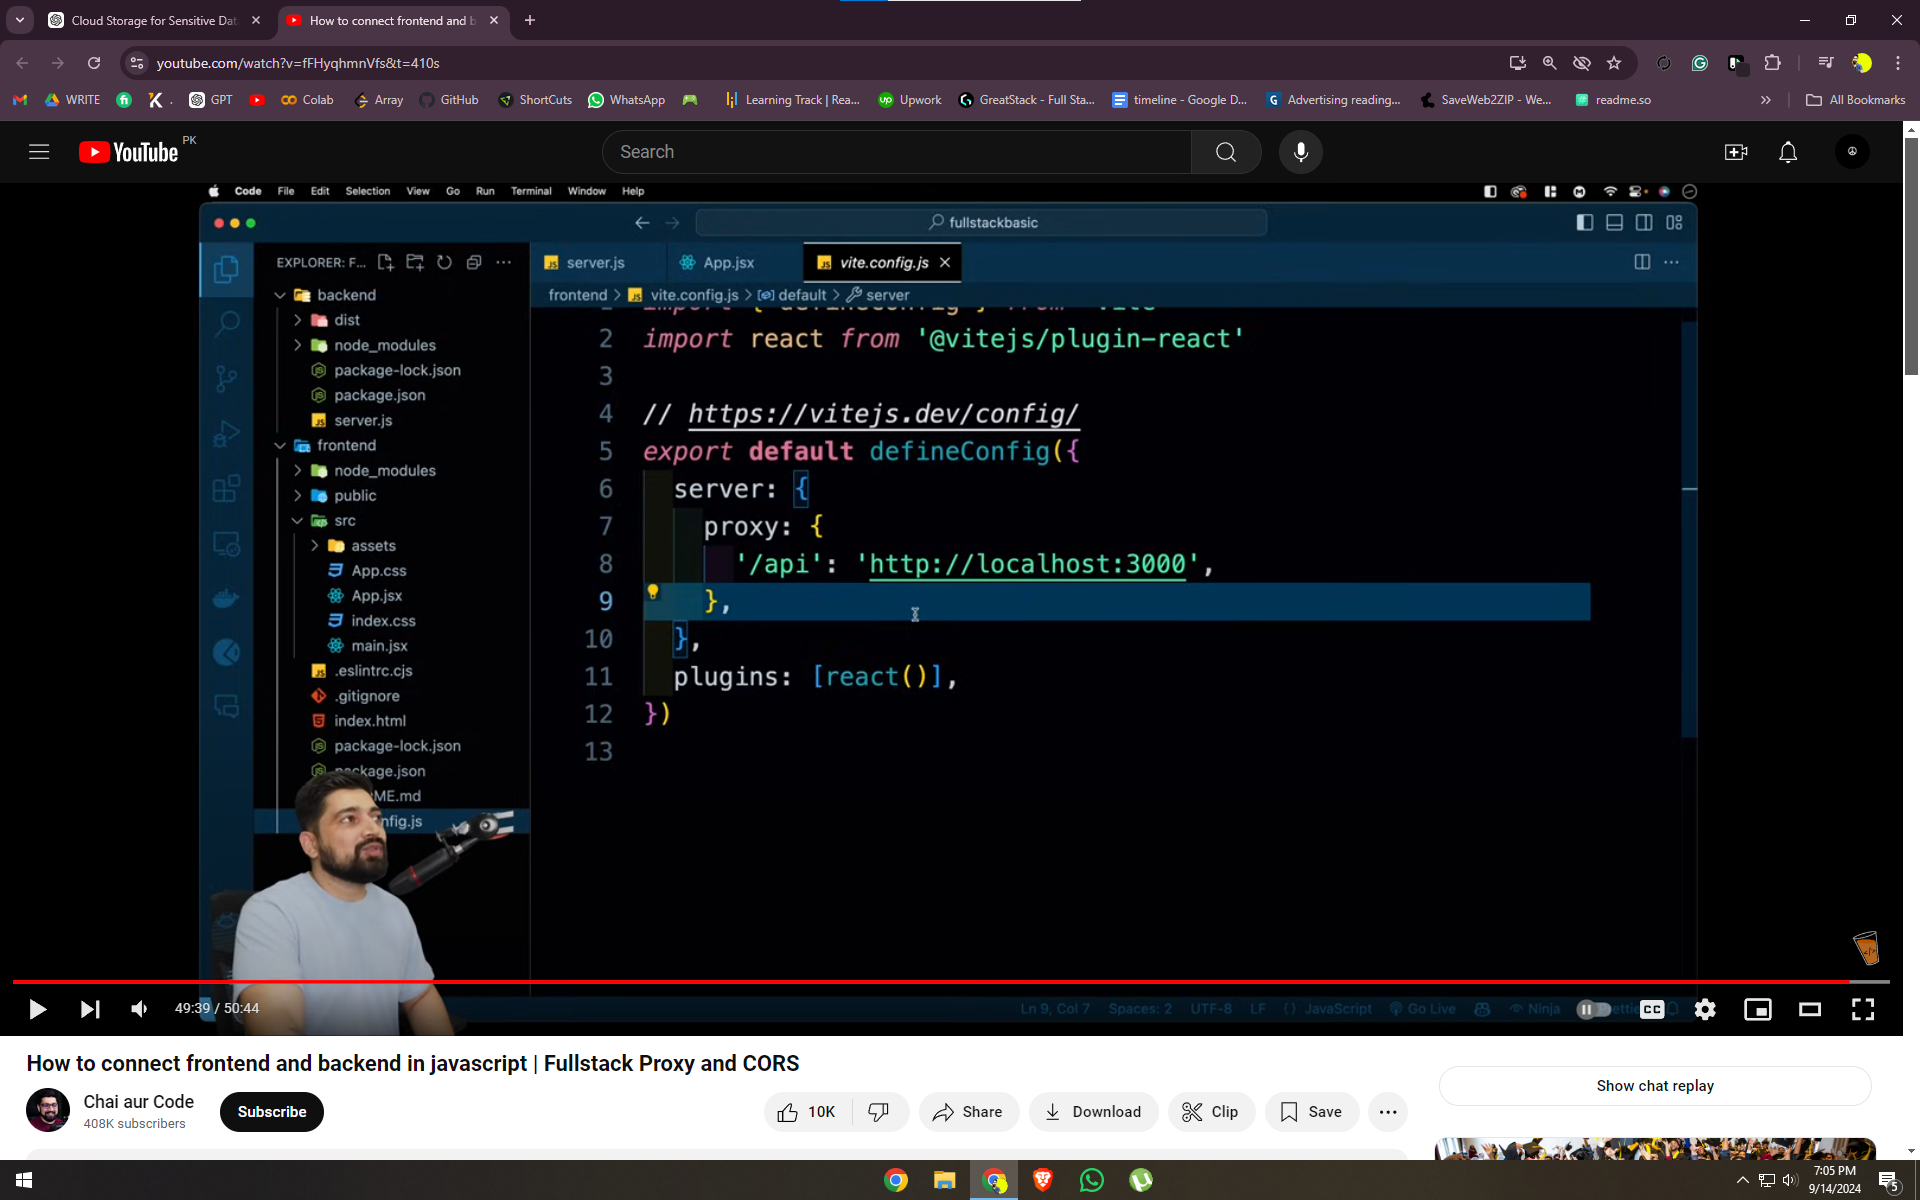 Cloud Storage for Sensitive Dat
How to connect frontend and b
youtube.com/watch?v=fFHyqhmnVfs&t=410s
WRITE
GPT
Colab
Array
GitHub
ShortCuts
WhatsApp
Learning Track | Rea...
Upwork
GreatStack - Full Sta...
timeline - Google D...
Advertising reading...
SaveWeb2ZIP - We...
readme.so
All Bookmarks
YouTube PK
Search
Code File Edit Selection View Go Run Terminal Window Help
fullstackbasic
EXPLORER: F...
server.js
App.jsx
vite.config.js
frontend > vite.config.js > default > server
backend
dist
node_modules
package-lock.json
package.json
server.js
frontend
node_modules
public
src
assets
App.css
App.jsx
index.css
main.jsx
.eslintrc.cjs
.gitignore
index.html
package-lock.json
package.json
ME.md
nfig.js
1 import { defineConfig } from 'vite'
2 import react from '@vitejs/plugin-react'
3
4 // https://vitejs.dev/config/
5 export default defineConfig({
6 server: {
7 proxy: {
8 '/api': 'http://localhost:3000',
9 },
10 },
11 plugins: [react()],
12 })
13
49:39 / 50:44
Ln 9, Col 7 Spaces: 2 UTF-8 LF {} JavaScript Go Live Ninja
CC
How to connect frontend and backend in javascript | Fullstack Proxy and CORS
Chai aur Code
408K subscribers
Subscribe
10K
Share
Download
Clip
Save
Show chat replay
7:05 PM
9/14/2024
5